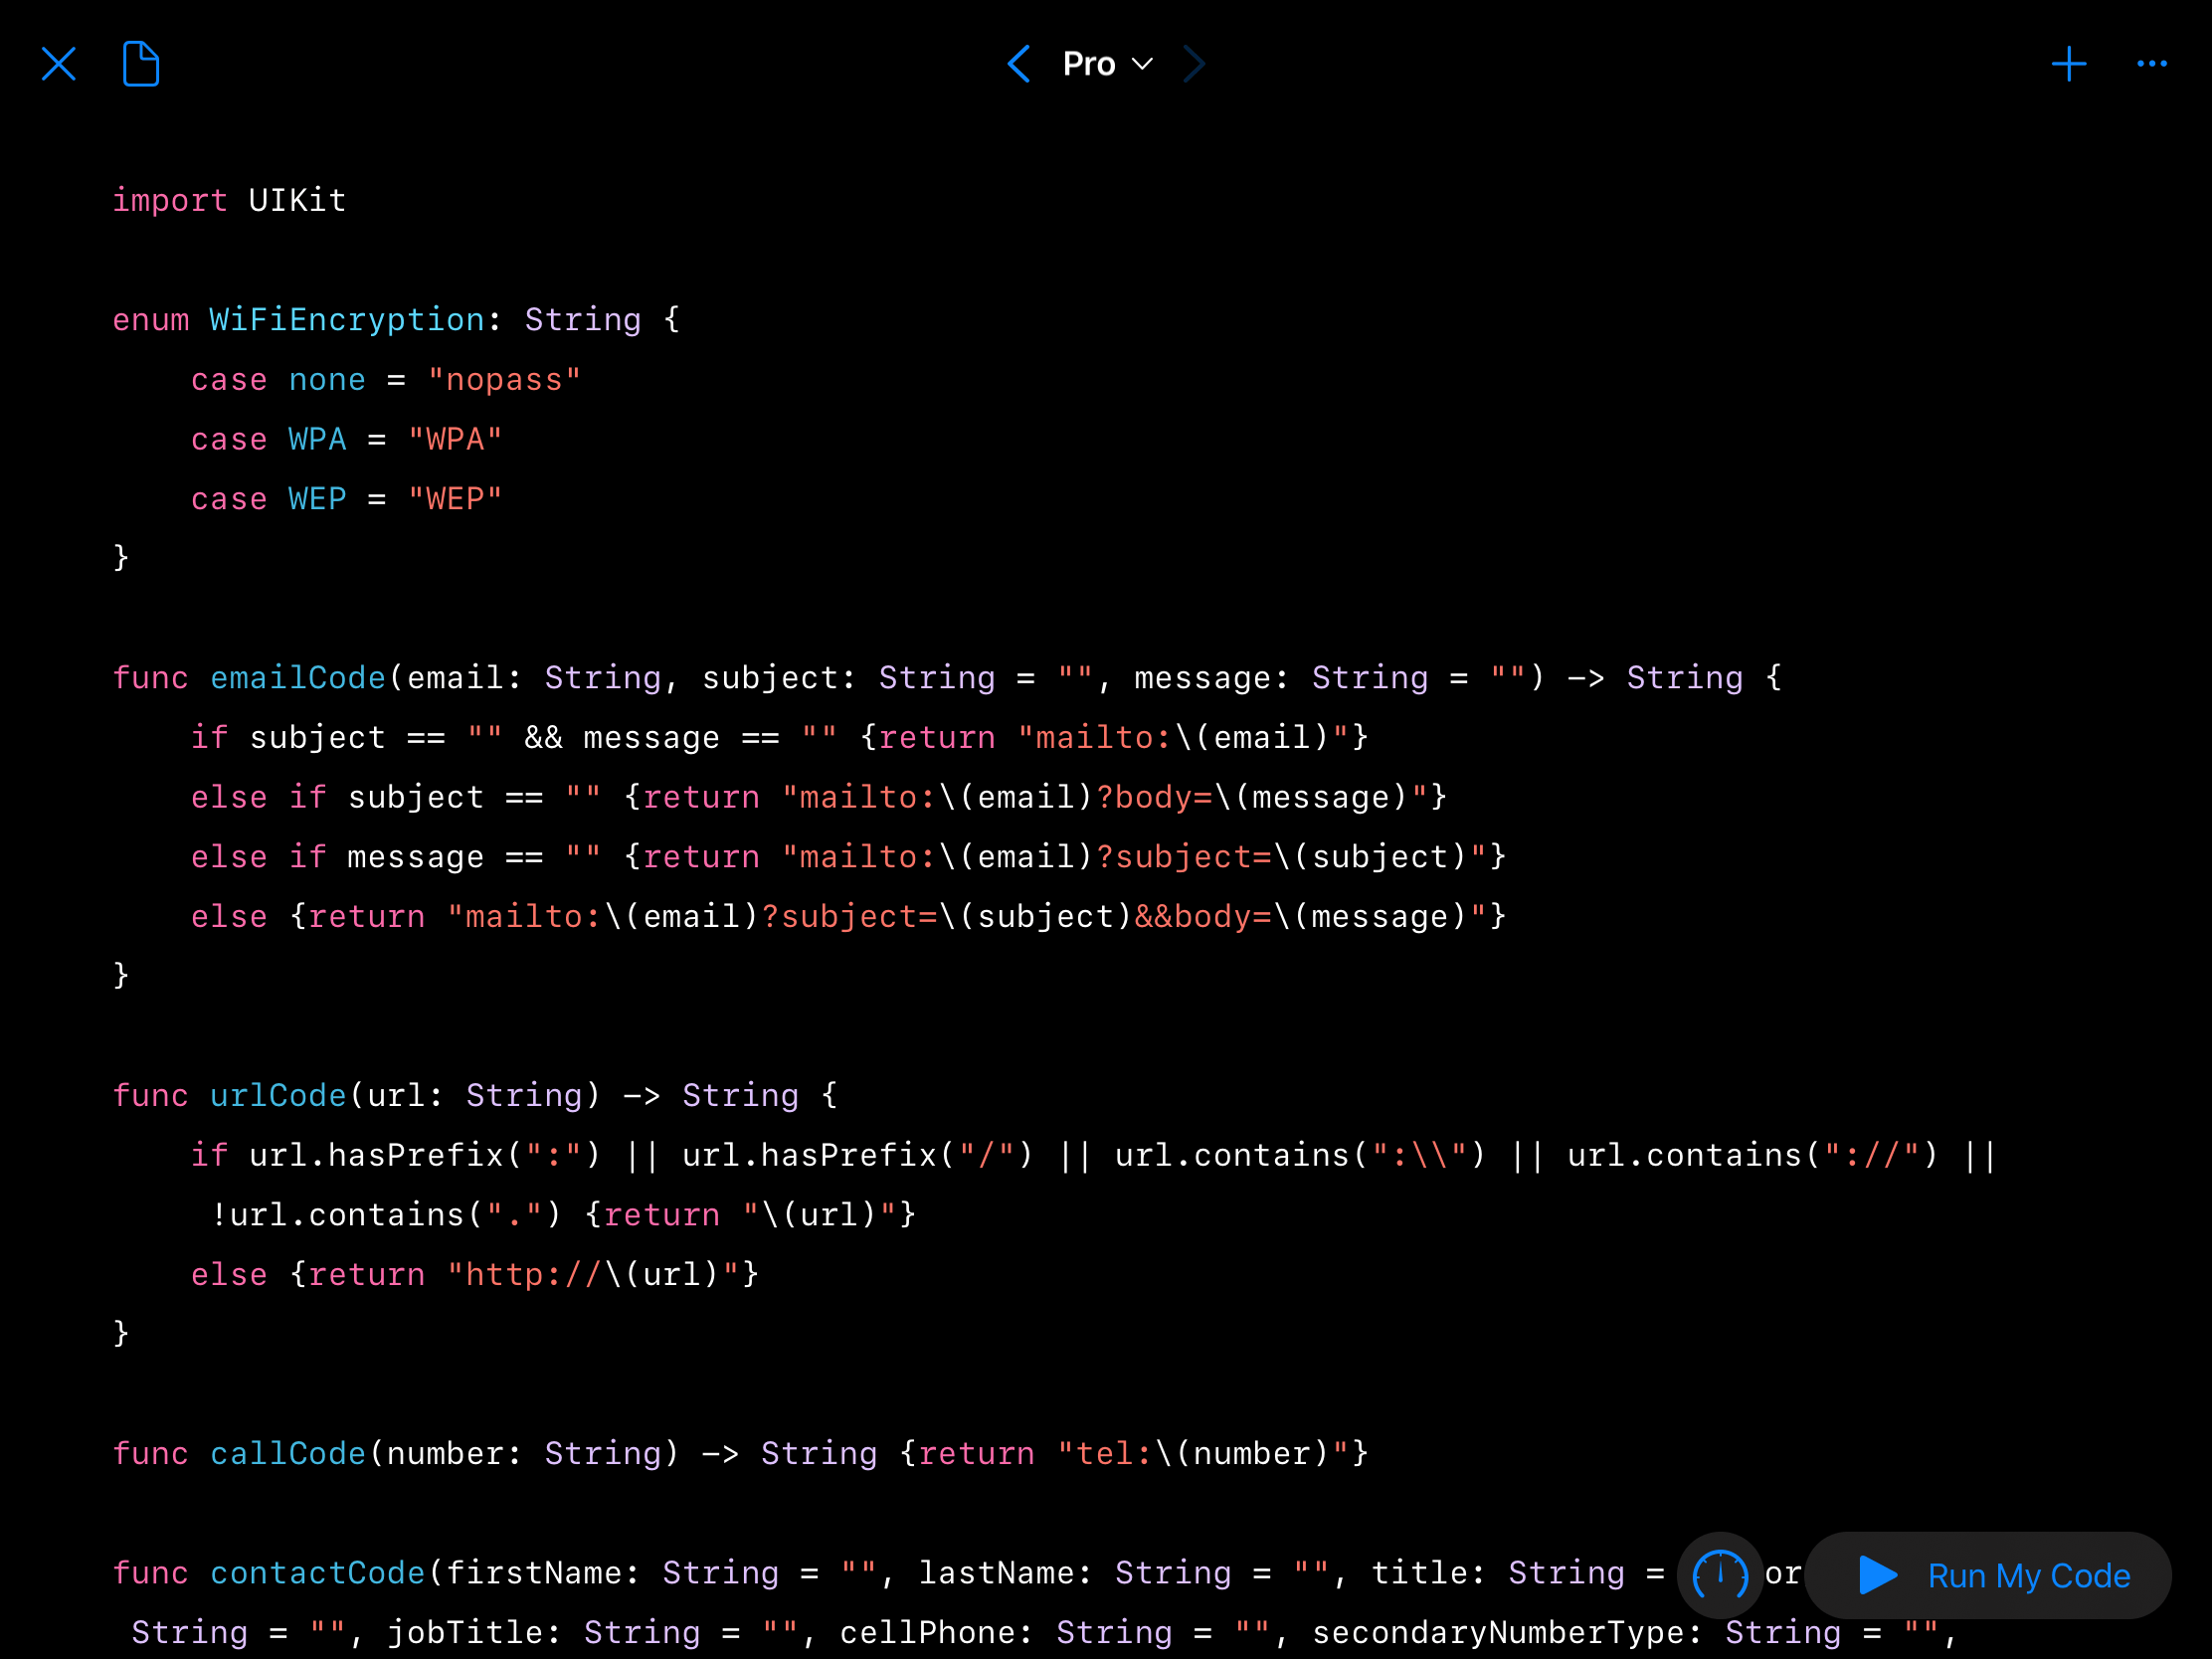 Pro
import UIKit
enum WiFiEncryption: String {
    case none = "nopass"
    case WPA = "WPA"
    case WEP = "WEP"
}
func emailCode(email: String, subject: String = "", message: String = "") -> String {
    if subject == "" && message == "" {return "mailto:\(email)"}
    else if subject == "" {return "mailto:\(email)?body=\(message)"}
    else if message == "" {return "mailto:\(email)?subject=\(subject)"}
    else {return "mailto:\(email)?subject=\(subject)&&body=\(message)"}
}
func urlCode(url: String) -> String {
    if url.hasPrefix(":") || url.hasPrefix("/") || url.contains(":\\") || url.contains("://") ||
     !url.contains(".") {return "\(url)"}
    else {return "http://\(url)"}
}
func callCode(number: String) -> String {return "tel:\(number)"}
func contactCode(firstName: String = "", lastName: String = "", title: String = or
 String = "", jobTitle: String = "", cellPhone: String = "", secondaryNumberType: String = "",
Run My Code